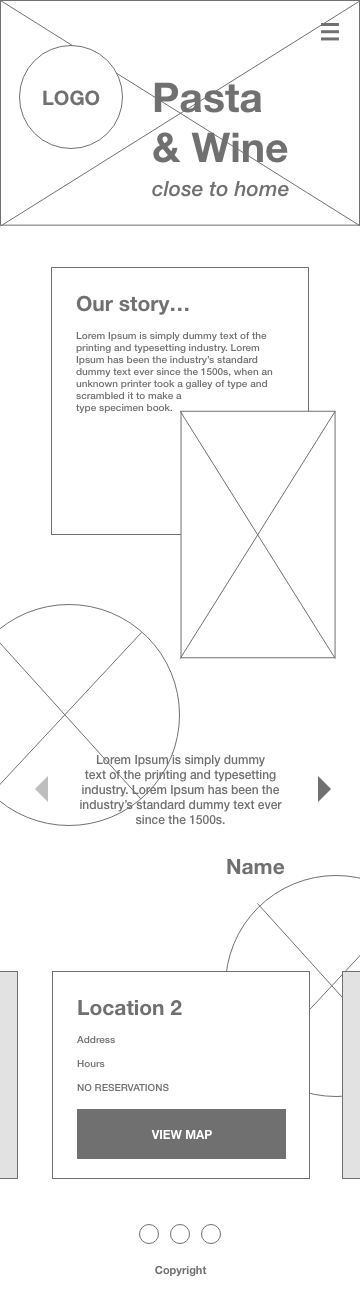 LOGO
Pasta
& Wine
close to home
Our story...
Lorem Ipsum is simply dummy text of the
printing and typesetting industry. Lorem
Ipsum has been the industry's standard
dummy text ever since the 1500s, when an
unknown printer took a galley of type and
scrambled it to make a
type specimen book.
Lorem Ipsum is simply dummy
text of the printing and typesetting
industry. Lorem Ipsum has been the
industry's standard dummy text ever
since the 1500s.
Name
Location 2
Address
Hours
NO RESERVATIONS
VIEW MAP
Copyright